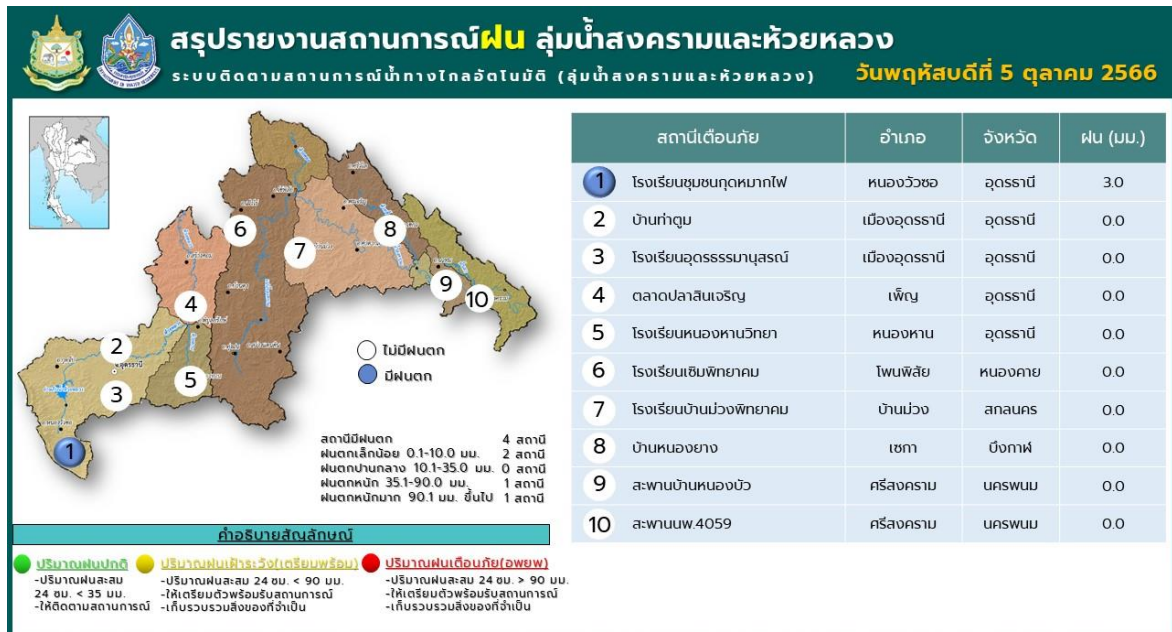 สรุปรายงานสถานการณ์ฝน ลุ่มน้ำสงครามและห้วยหลวง
ระบบติดตามสถานการณ์น้ำทางไกลอัตโนมัติ (ลุ่มน้ำสงครามและห้วยหลวง)
วันพฤหัสบดีที่ 5 ตุลาคม 2566
1
2
3
4
5
6
7
8
9
10
อุดรธานี
ไม่มีฝนตก
มีฝนตก
สถานีมีฝนตก 4 สถานี
ฝนตกเล็กน้อย 0.1-10.0 มม. 2 สถานี
ฝนตกปานกลาง 10.1-35.0 มม. 0 สถานี
ฝนตกหนัก 35.1-90.0 มม. 1 สถานี
ฝนตกหนักมาก 90.1 มม. ขึ้นไป 1 สถานี
คำอธิบายสัญลักษณ์
ปริมาณฝนปกติ
-ปริมาณฝนสะสม
24 ชม. < 35 มม.
-ให้ติดตามสถานการณ์
ปริมาณฝนเฝ้าระวัง(เตรียมพร้อม)
-ปริมาณฝนสะสม 24 ชม. < 90 มม.
-ให้เตรียมตัวพร้อมรับสถานการณ์
-เก็บรวบรวมสิ่งของที่จำเป็น
ปริมาณฝนเตือนภัย(อพยพ)
-ปริมาณฝนสะสม 24 ชม. > 90 มม.
-ให้เตรียมตัวพร้อมรับสถานการณ์
-เก็บรวบรวมสิ่งของที่จำเป็น
สถานีเตือนภัย อำเภอ จังหวัด ฝน (มม.)
1 โรงเรียนชุมชนกุดหมากไฟ หนองวัวซอ อุดรธานี 3.0
2 บ้านท่าตูม เมืองอุดรธานี อุดรธานี 0.0
3 โรงเรียนอุดรธรรมานุสรณ์ เมืองอุดรธานี อุดรธานี 0.0
4 ตลาดปลาสินเจริญ เพ็ญ อุดรธานี 0.0
5 โรงเรียนหนองหานวิทยา หนองหาน อุดรธานี 0.0
6 โรงเรียนเซิมพิทยาคม โพนพิสัย หนองคาย 0.0
7 โรงเรียนบ้านม่วงพิทยาคม บ้านม่วง สกลนคร 0.0
8 บ้านหนองยาง เซกา บึงกาฬ 0.0
9 สะพานบ้านหนองบัว ศรีสงคราม นครพนม 0.0
10 สะพานนพ.4059 ศรีสงคราม นครพนม 0.0